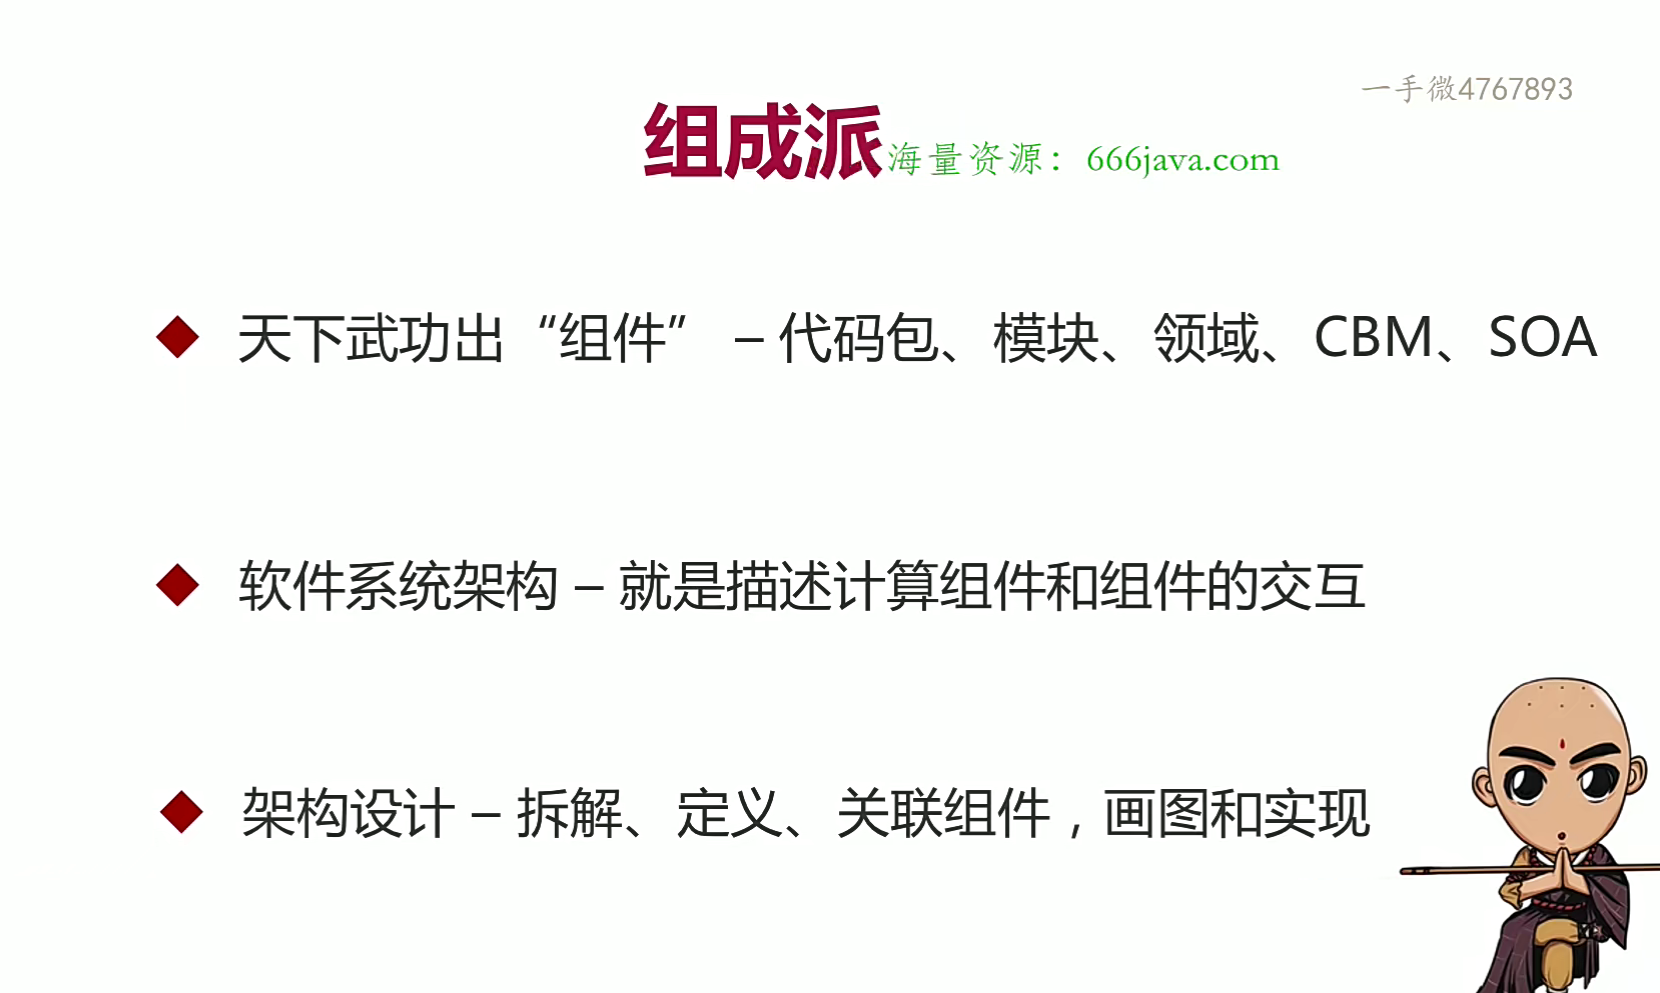 一手微4767893
组成派
海量资源：666java.com
天下武功出“组件” – 代码包、模块、领域、CBM、SOA
软件系统架构 – 就是描述计算组件和组件的交互
架构设计 – 拆解、定义、关联组件，画图和实现